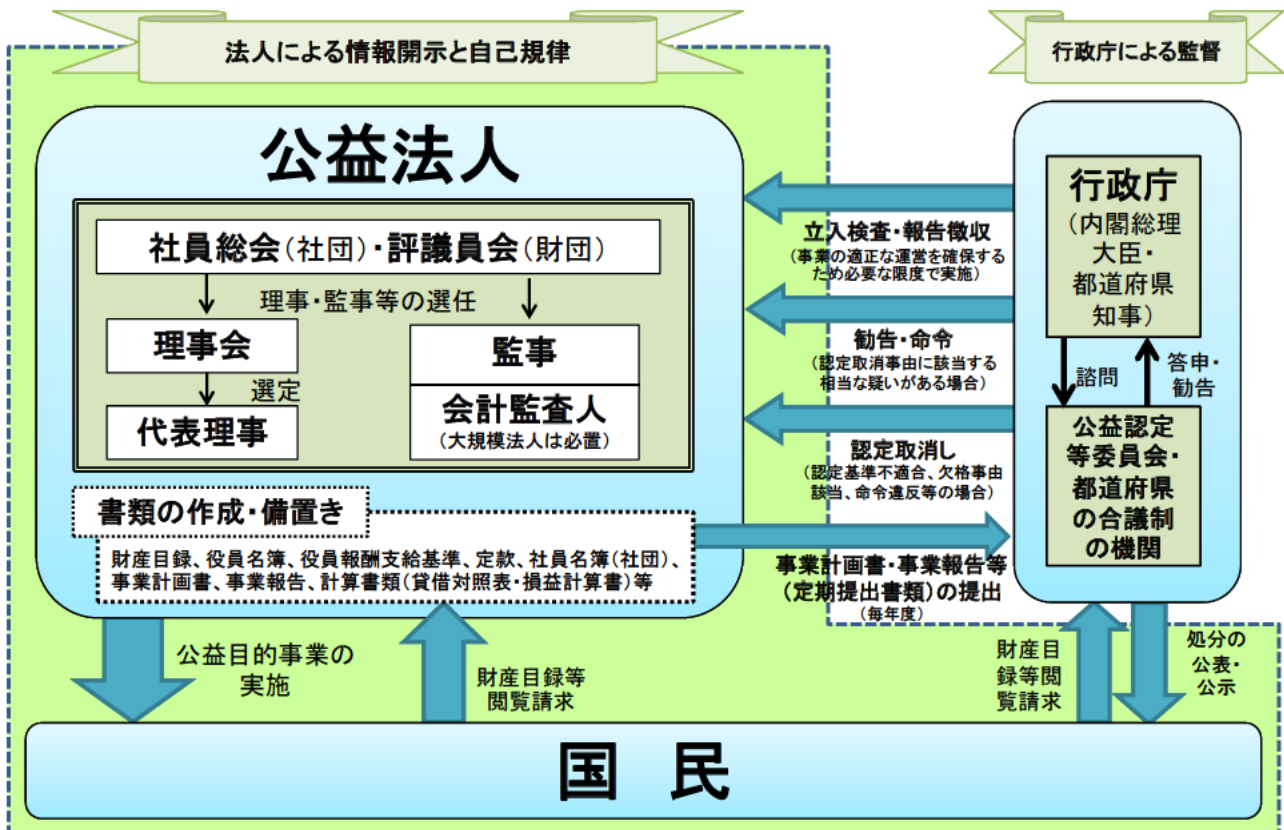 法人による情報開示と自己規律
行政庁による監督
公益法人
社員総会(社団)・評議員会(財団)
理事・監事等の選任
理事会
選定
代表理事
監事
会計監査人
(大規模法人は必置)
書類の作成・備置き
財産目録、役員名簿、役員報酬支給基準、定款、社員名簿(社団)、
事業計画書、事業報告、計算書類(貸借対照表・損益計算書)等
立入検査・報告徴収
(事業の適正な運営を確保する
ため必要な限度で実施)
勧告・命令
(認定取消事由に該当する
相当な疑いがある場合)
認定取消し
(認定基準不適合、欠格事由
該当、命令違反等の場合)
事業計画書・事業報告等
(定期提出書類)の提出
(毎年度)
行政庁
(内閣総理
大臣・
都道府県
知事)
諮問
答申・
勧告
公益認定
等委員会・
都道府県
の合議制
の機関
公益目的事業の
実施
財産目録等
閲覧請求
財産目
録等閲
覧請求
処分の
公表・
公示
国 民